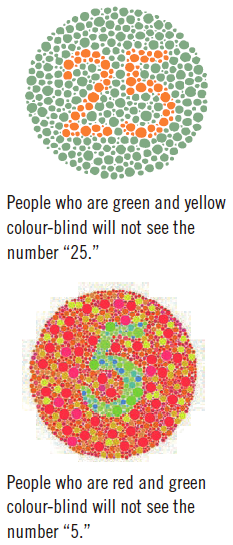 25
People who are green and yellow
colour-blind will not see the
number “25.”
5
People who are red and green
colour-blind will not see the
number “5.”